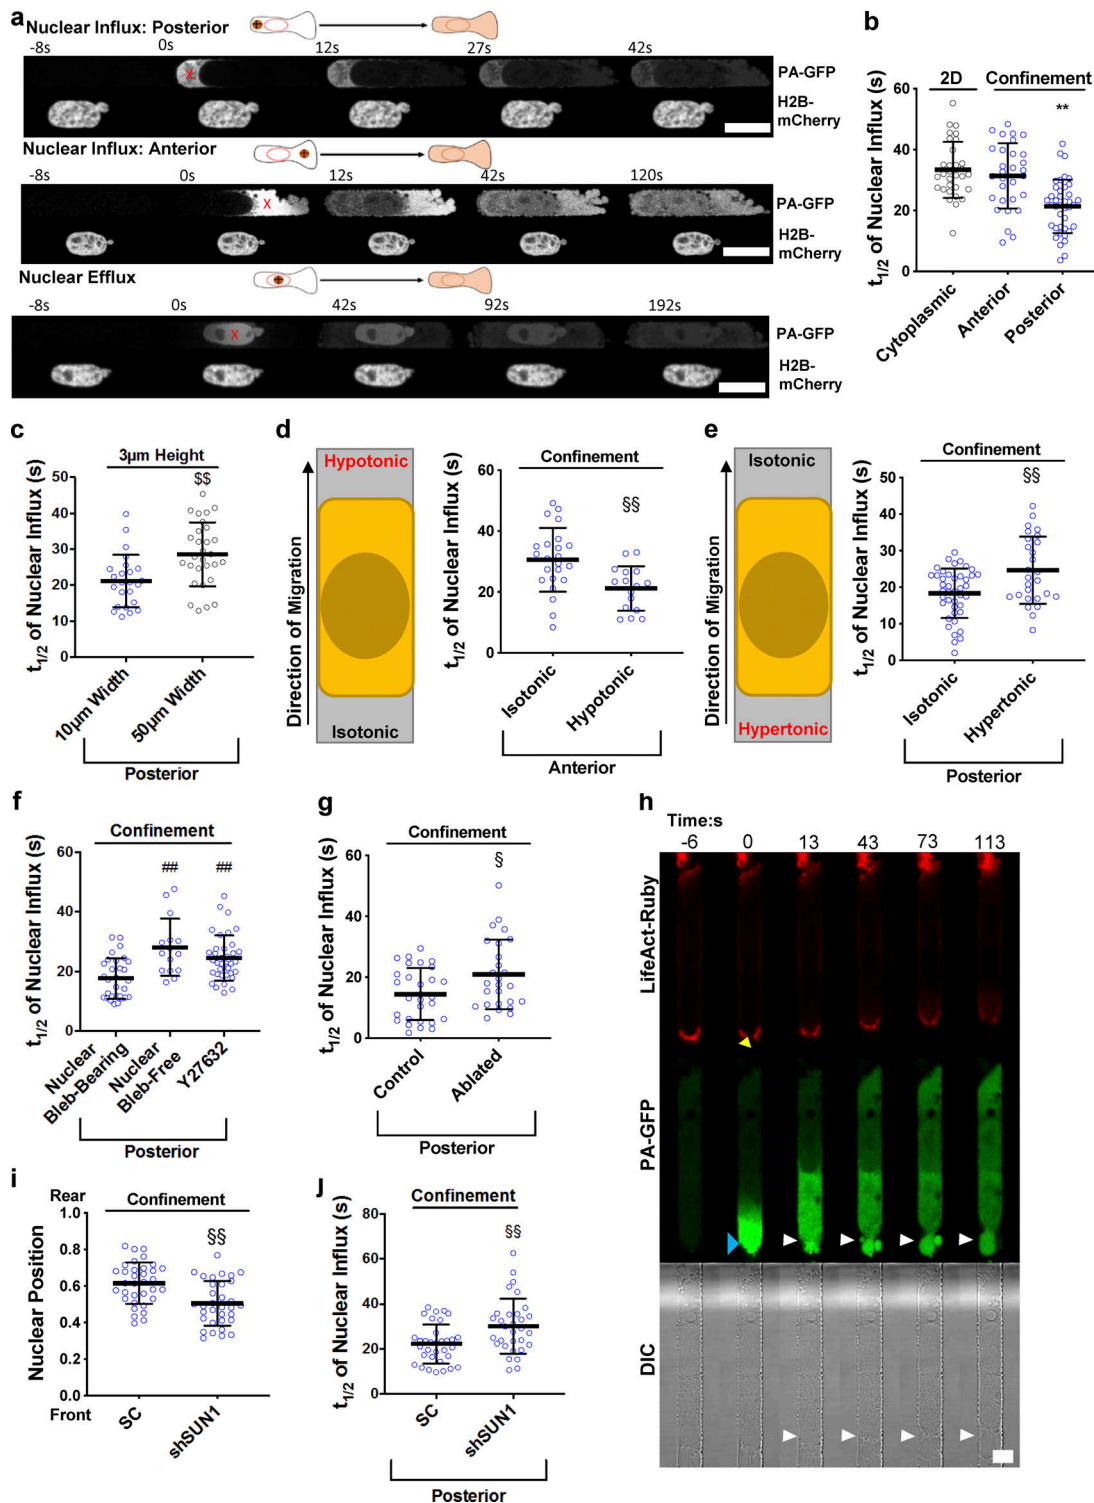 a
Nuclear Influx: Posterior
-8s 0s 12s 27s 42s
X
PA-GFP
H2B-
mCherry
Nuclear Influx: Anterior
-8s 0s 12s 42s 120s
X
PA-GFP
H2B-
mCherry
Nuclear Efflux
-8s 0s 42s 92s 192s
X
PA-GFP
H2B-
mCherry
b
2D Confinement
**
t1/2 of Nuclear Influx (s)
60
40
20
0
Cytoplasmic
Anterior
Posterior
c
3µm Height
$$
t1/2 of Nuclear Influx (s)
50
40
30
20
10
0
10µm Width
50µm Width
Posterior
d
Direction of Migration
Hypotonic
Isotonic
Confinement
§§
t1/2 of Nuclear Influx (s)
60
40
20
0
Isotonic
Hypotonic
Anterior
e
Direction of Migration
Isotonic
Hypertonic
Confinement
§§
t1/2 of Nuclear Influx (s)
50
40
30
20
10
0
Isotonic
Hypertonic
Posterior
f
Confinement
## ##
t1/2 of Nuclear Influx (s)
60
40
20
0
Nuclear
Bleb-Bearing
Nuclear
Bleb-Free
Y27632
Posterior
g
Confinement
§
t1/2 of Nuclear Influx (s)
60
40
20
0
Control
Ablated
Posterior
h
Time:s
-6 0 13 43 73 113
LifeAct-Ruby
PA-GFP
DIC
i
Rear
Confinement
§§
Nuclear Position
1.0
0.8
0.6
0.4
0.2
0.0
Front
SC
shSUN1
j
Confinement
§§
t1/2 of Nuclear Influx (s)
80
60
40
20
0
SC
shSUN1
Posterior